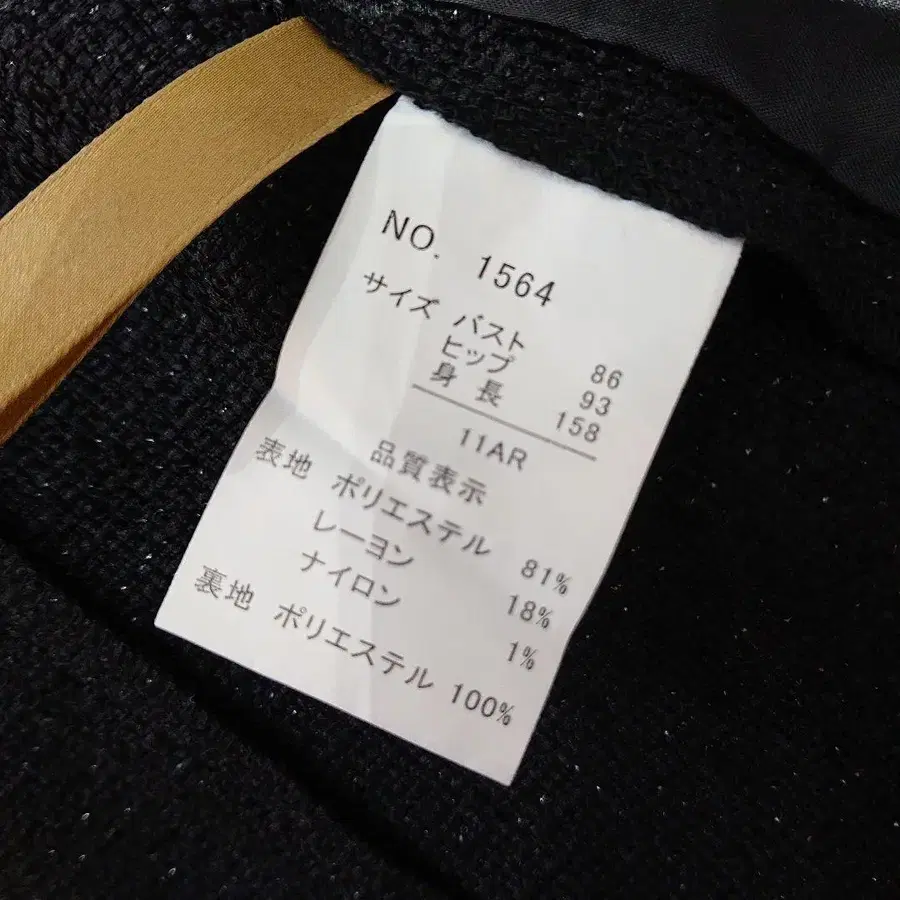 NO. 1564
サイズ バスト 86
ヒップ 93
身長 158
11AR
品質表示
表地 ポリエステル 81%
レーヨン 18%
ナイロン 1%
裏地 ポリエステル 100%